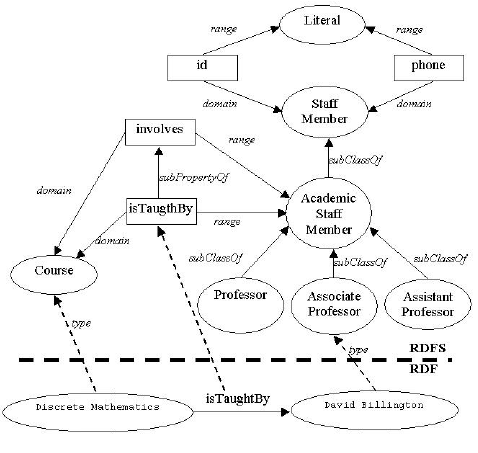 Literal
range
range
id
phone
domain
domain
Staff
Member
involves
range
subClassOf
domain
subPropertyOf
Academic
Staff
Member
isTaugthBy
range
domain
subClassOf
subClassOf
subClassOf
Course
Professor
Associate
Professor
Assistant
Professor
type
type
RDFS
RDF
isTaughtBy
Discrete Mathematics
David Billington